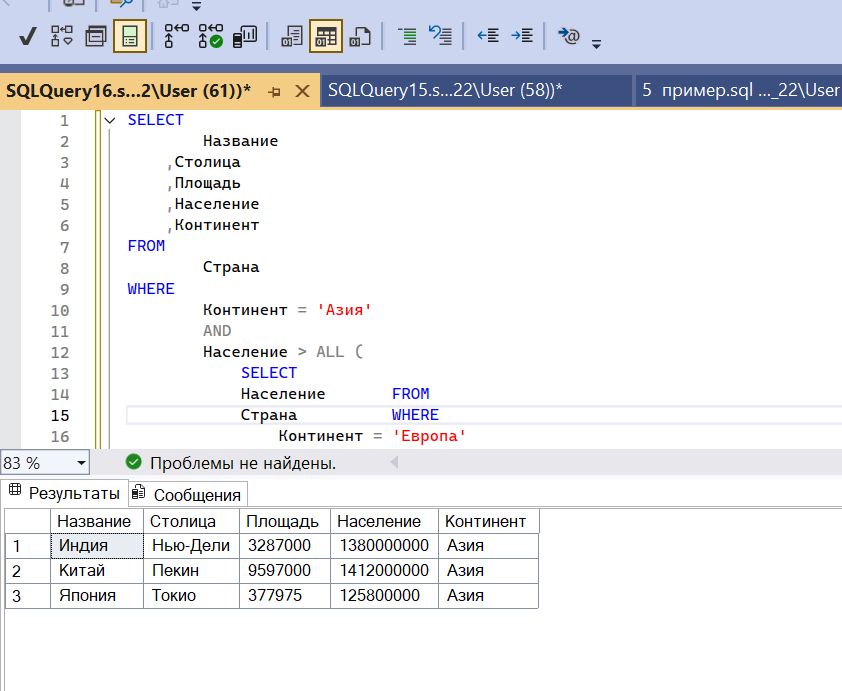 SQLQuery16.s...2\User (61))* SQLQuery15.s...22\User (58))* 5 пример.sql ..._22\User
1 SELECT
2 Название
3 ,Столица
4 ,Площадь
5 ,Население
6 ,Континент
7 FROM
8 Страна
9 WHERE
10 Континент = 'Азия'
11 AND
12 Население > ALL (
13 SELECT
14 Население FROM
15 Страна WHERE
16 Континент = 'Европа'
83 % Проблемы не найдены.
Результаты Сообщения
Название Столица Площадь Население Континент
1 Индия Нью-Дели 3287000 1380000000 Азия
2 Китай Пекин 9597000 1412000000 Азия
3 Япония Токио 377975 125800000 Азия